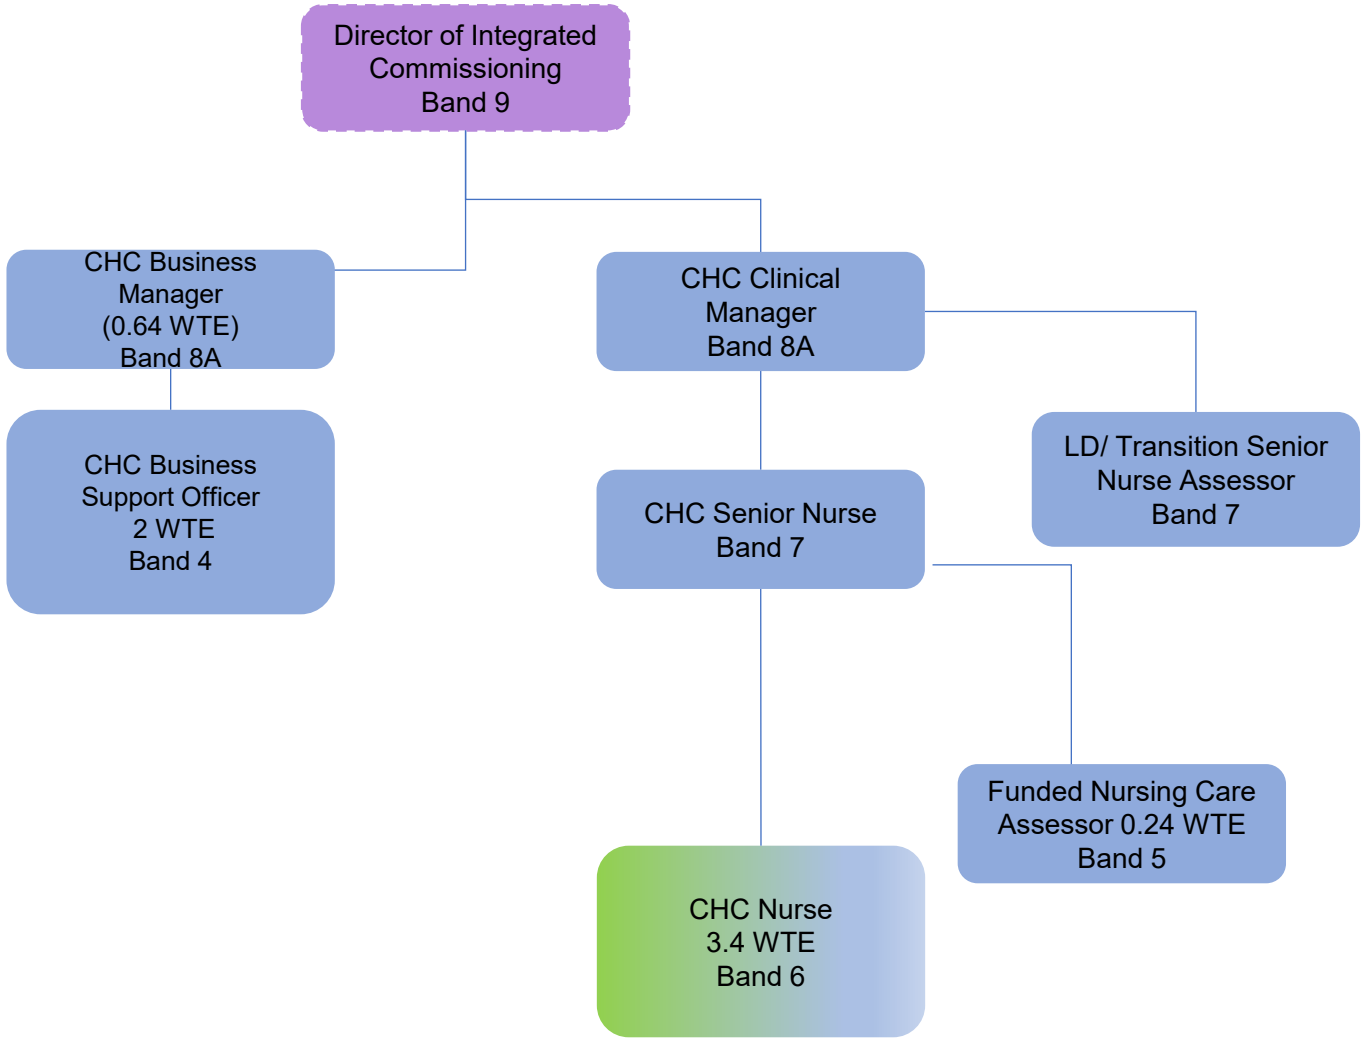 Director of Integrated
Commissioning
Band 9
CHC Business
Manager
(0.64 WTE)
Band 8A
CHC Clinical
Manager
Band 8A
CHC Business
Support Officer
2 WTE
Band 4
CHC Senior Nurse
Band 7
LD/ Transition Senior
Nurse Assessor
Band 7
Funded Nursing Care
Assessor 0.24 WTE
Band 5
CHC Nurse
3.4 WTE
Band 6